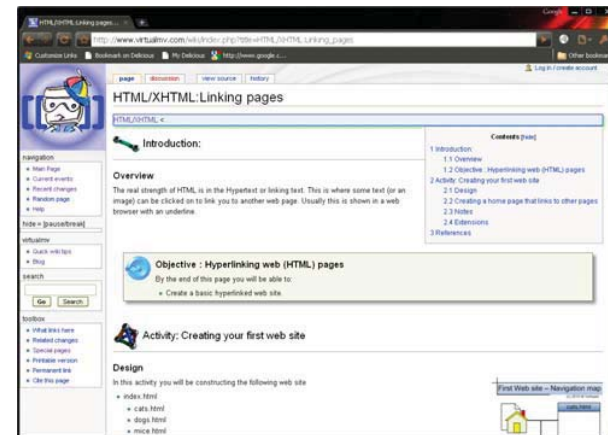 HTML/XHTML:Linking pages...
Google
http://www.virtualmv.com/wiki/index.php?title=HTML/XHTML:Linking_pages
Customize Links
Bookmark on Delicious
My Delicious
http://www.google.c...
Other bookmarks
Log in / create account
page
discussion
view source
history
HTML/XHTML:Linking pages
HTML/XHTML <
Introduction:
Contents [hide]
1 Introduction:
1.1 Overview
1.2 Objective : Hyperlinking web (HTML) pages
2 Activity: Creating your first web site
2.1 Design
2.2 Creating a home page that links to other pages
2.3 Notes
2.4 Extensions
3 References
Overview
The real strength of HTML is in the Hypertext or linking text. This is where some text (or an
image) can be clicked on to link you to another web page. Usually this is shown in a web
browser with an underline.
Objective : Hyperlinking web (HTML) pages
By the end of this page you will be able to:
Create a basic hyperlinked web site.
Activity: Creating your first web site
Design
In this activity you will be constructing the following web site
index.html
cats.html
dogs.html
mice.html
First Web site – Navigation map
cats.html
navigation
Main Page
Current events
Recent changes
Random page
Help
hide = [pause/break]
virtualmv
Quick wiki tips
Blog
search
Go
Search
toolbox
What links here
Related changes
Special pages
Printable version
Permanent link
Cite this page